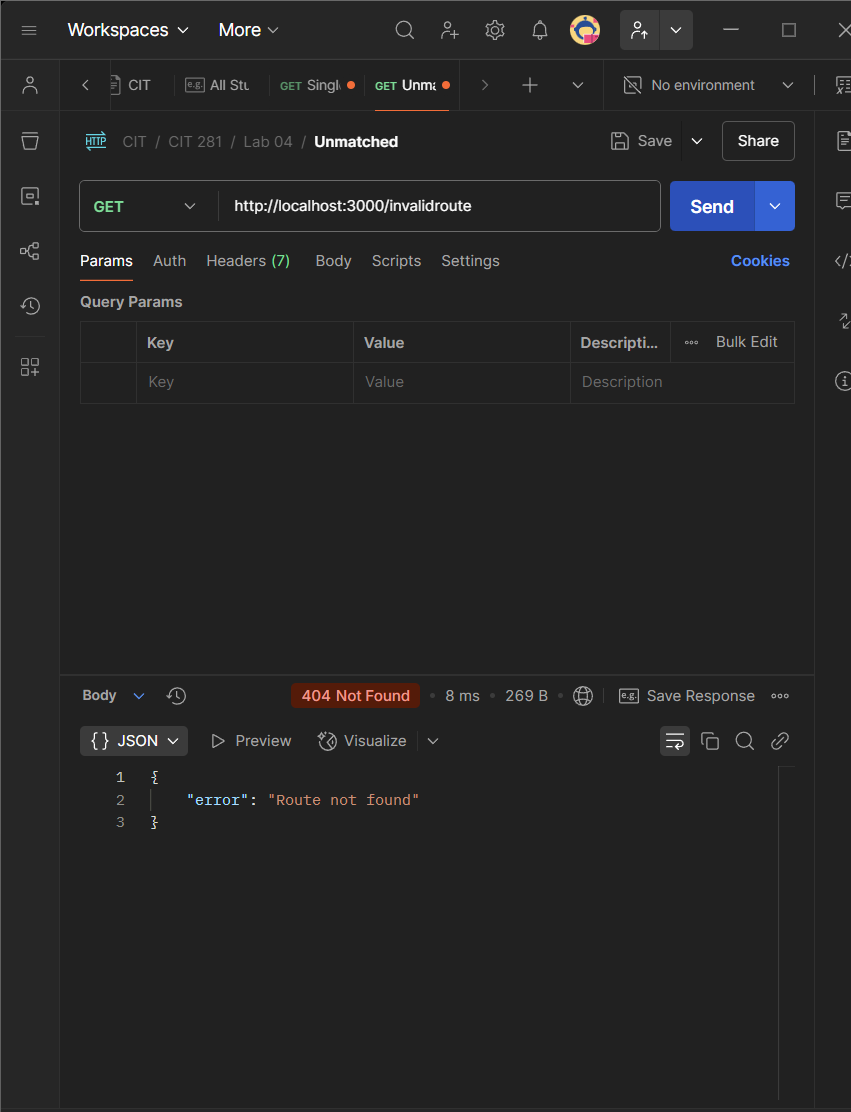 Workspaces More
CIT All Stu GET Singl GET Unma No environment
HTTP CIT / CIT 281 / Lab 04 / Unmatched Save Share
GET http://localhost:3000/invalidroute Send
Params Auth Headers (7) Body Scripts Settings Cookies
Query Params
Key Value Descripti... Bulk Edit
Key Value Description
Body 404 Not Found • 8 ms • 269 B • e.g. Save Response
{} JSON Preview Visualize
1 {
2 "error": "Route not found"
3 }